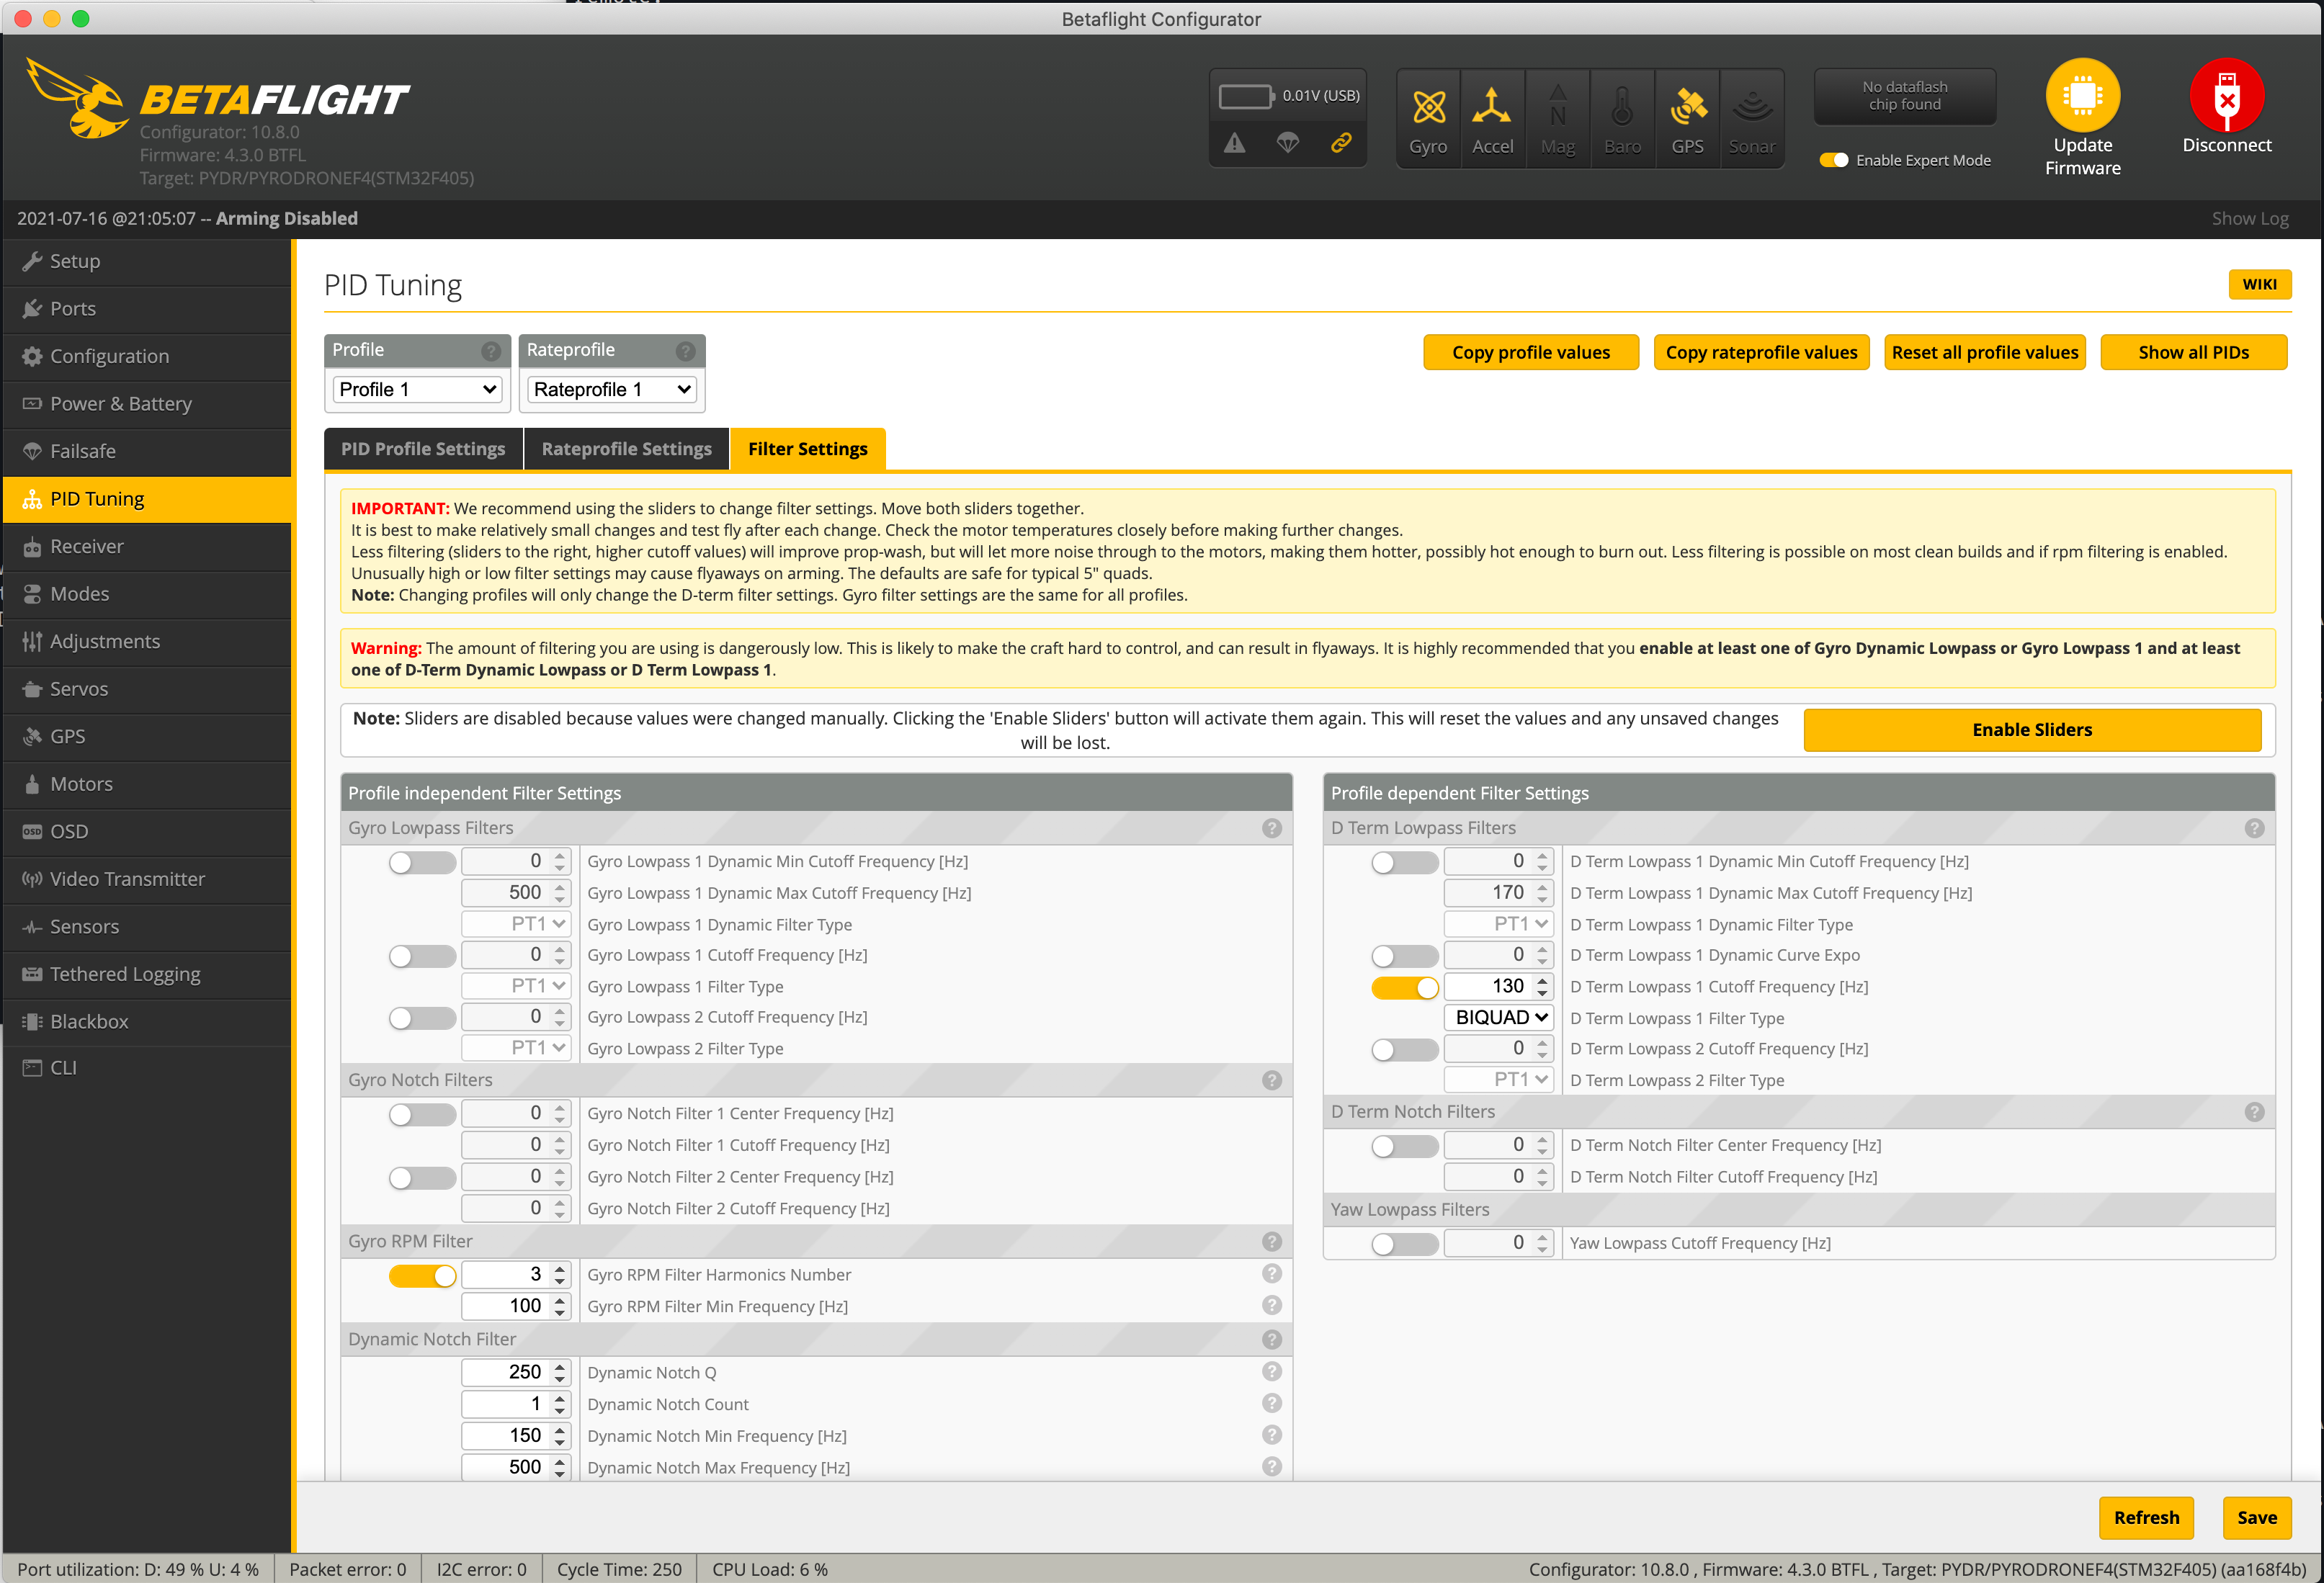 Betaflight Configurator
BETAFLIGHT
Configurator: 10.8.0
Firmware: 4.3.0 BTFL
Target: PYDR/PYRODRONEF4(STM32F405)
0.01V (USB)
Gyro
Accel
N
Mag
Baro
GPS
Sonar
No dataflash
chip found
Enable Expert Mode
Update
Firmware
Disconnect
2021-07-16 @21:05:07 -- Arming Disabled
Show Log
Setup
Ports
Configuration
Power & Battery
Failsafe
PID Tuning
Receiver
Modes
Adjustments
Servos
GPS
Motors
OSD OSD
Video Transmitter
Sensors
Tethered Logging
Blackbox
CLI
PID Tuning
WIKI
Profile ?
Profile 1
Rateprofile ?
Rateprofile 1
Copy profile values
Copy rateprofile values
Reset all profile values
Show all PIDs
PID Profile Settings
Rateprofile Settings
Filter Settings
IMPORTANT: We recommend using the sliders to change filter settings. Move both sliders together.
It is best to make relatively small changes and test fly after each change. Check the motor temperatures closely before making further changes.
Less filtering (sliders to the right, higher cutoff values) will improve prop-wash, but will let more noise through to the motors, making them hotter, possibly hot enough to burn out. Less filtering is possible on most clean builds and if rpm filtering is enabled.
Unusually high or low filter settings may cause flyaways on arming. The defaults are safe for typical 5" quads.
Note: Changing profiles will only change the D-term filter settings. Gyro filter settings are the same for all profiles.
Warning: The amount of filtering you are using is dangerously low. This is likely to make the craft hard to control, and can result in flyaways. It is highly recommended that you enable at least one of Gyro Dynamic Lowpass or Gyro Lowpass 1 and at least
one of D-Term Dynamic Lowpass or D Term Lowpass 1.
Note: Sliders are disabled because values were changed manually. Clicking the 'Enable Sliders' button will activate them again. This will reset the values and any unsaved changes
will be lost.
Enable Sliders
Profile independent Filter Settings
Gyro Lowpass Filters ?
0 Gyro Lowpass 1 Dynamic Min Cutoff Frequency [Hz]
500 Gyro Lowpass 1 Dynamic Max Cutoff Frequency [Hz]
PT1 Gyro Lowpass 1 Dynamic Filter Type
0 Gyro Lowpass 1 Cutoff Frequency [Hz]
PT1 Gyro Lowpass 1 Filter Type
0 Gyro Lowpass 2 Cutoff Frequency [Hz]
PT1 Gyro Lowpass 2 Filter Type
Gyro Notch Filters ?
0 Gyro Notch Filter 1 Center Frequency [Hz]
0 Gyro Notch Filter 1 Cutoff Frequency [Hz]
0 Gyro Notch Filter 2 Center Frequency [Hz]
0 Gyro Notch Filter 2 Cutoff Frequency [Hz]
Gyro RPM Filter ?
3 Gyro RPM Filter Harmonics Number ?
100 Gyro RPM Filter Min Frequency [Hz] ?
Dynamic Notch Filter ?
250 Dynamic Notch Q ?
1 Dynamic Notch Count ?
150 Dynamic Notch Min Frequency [Hz] ?
500 Dynamic Notch Max Frequency [Hz] ?
Profile dependent Filter Settings
D Term Lowpass Filters ?
0 D Term Lowpass 1 Dynamic Min Cutoff Frequency [Hz]
170 D Term Lowpass 1 Dynamic Max Cutoff Frequency [Hz]
PT1 D Term Lowpass 1 Dynamic Filter Type
0 D Term Lowpass 1 Dynamic Curve Expo
130 D Term Lowpass 1 Cutoff Frequency [Hz]
BIQUAD D Term Lowpass 1 Filter Type
0 D Term Lowpass 2 Cutoff Frequency [Hz]
PT1 D Term Lowpass 2 Filter Type
D Term Notch Filters ?
0 D Term Notch Filter Center Frequency [Hz]
0 D Term Notch Filter Cutoff Frequency [Hz]
Yaw Lowpass Filters
0 Yaw Lowpass Cutoff Frequency [Hz]
Refresh
Save
Port utilization: D: 49 % U: 4 %
Packet error: 0
I2C error: 0
Cycle Time: 250
CPU Load: 6 %
Configurator: 10.8.0 , Firmware: 4.3.0 BTFL , Target: PYDR/PYRODRONEF4(STM32F405) (aa168f4b)